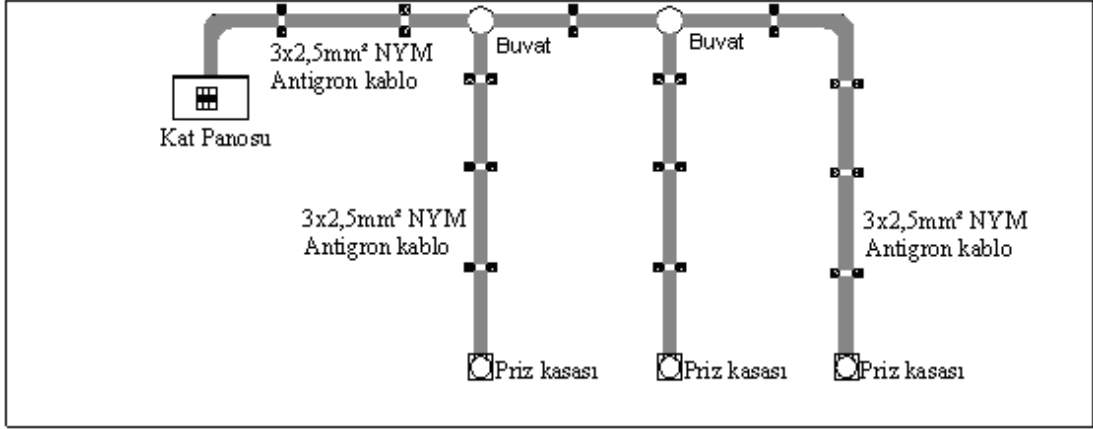 3x2,5mm² NYM
Antigron kablo
Buvat
Buvat
Kat Panosu
3x2,5mm² NYM
Antigron kablo
3x2,5mm² NYM
Antigron kablo
Priz kasası
Priz kasası
Priz kasası